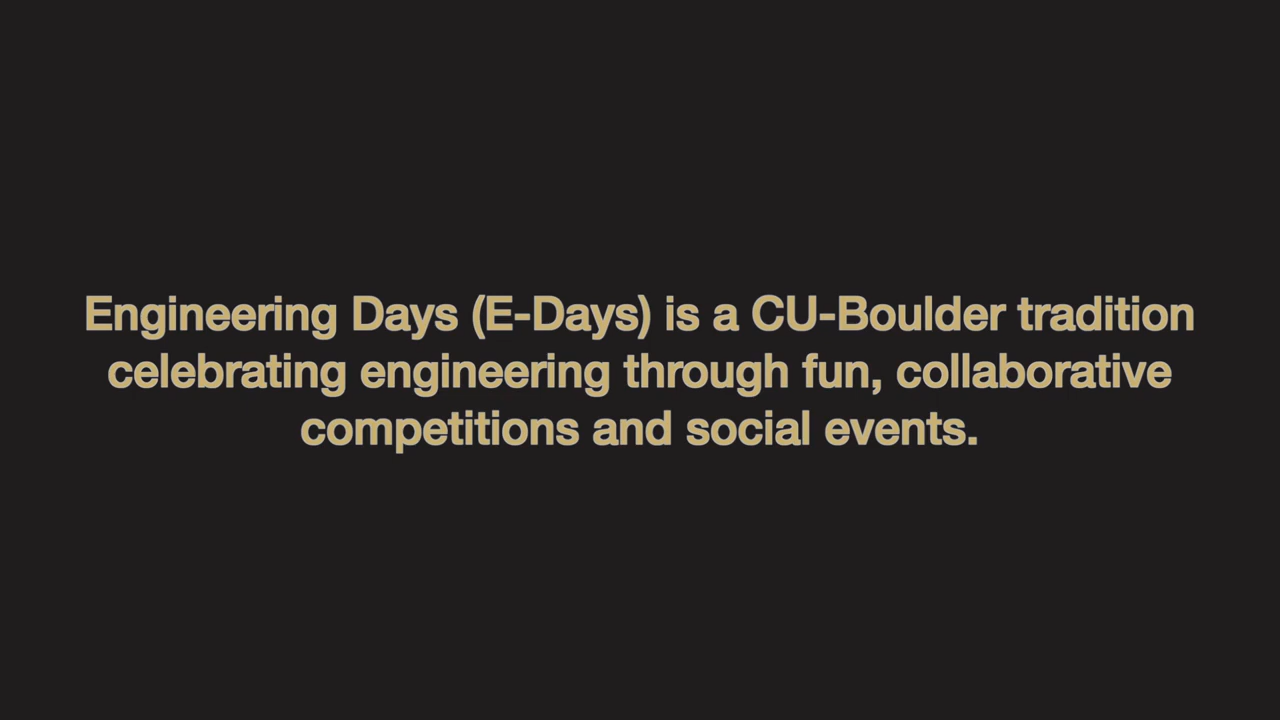 Engineering Days (E-Days) is a CU-Boulder tradition
celebrating engineering through fun, collaborative
competitions and social events.